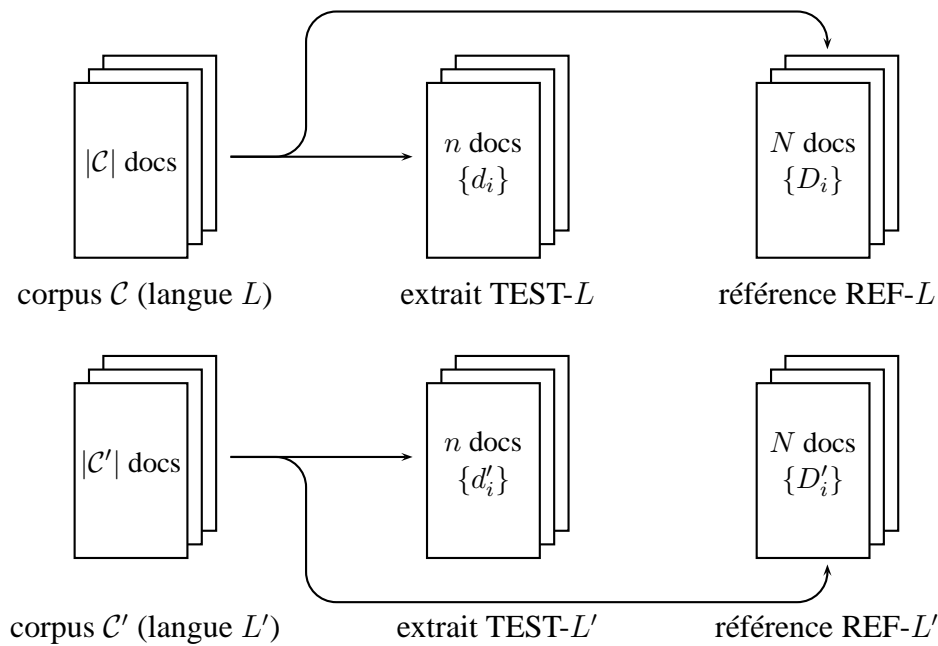 |𝒞| docs
n docs
{d_i}
N docs
{D_i}
corpus 𝒞 (langue L)
extrait TEST-L
référence REF-L
|𝒞′| docs
n docs
{d′_i}
N docs
{D′_i}
corpus 𝒞′ (langue L′)
extrait TEST-L′
référence REF-L′